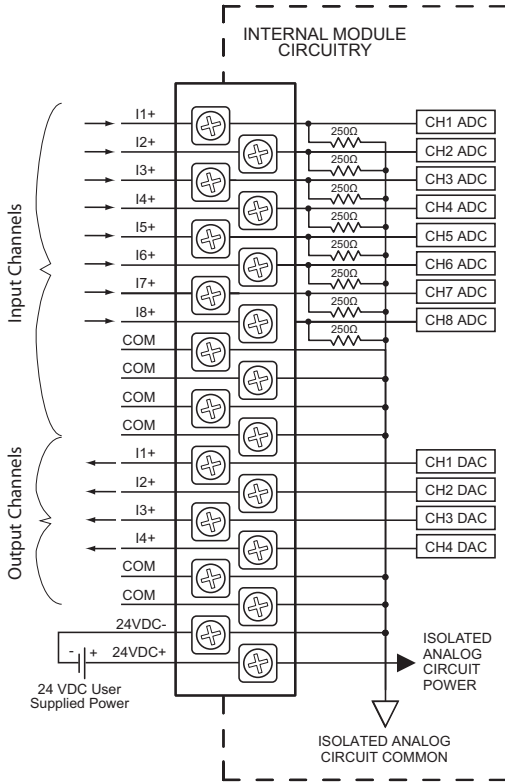 INTERNAL MODULE
CIRCUITRY
Input Channels
I1+
250Ω
CH1 ADC
I2+
250Ω
CH2 ADC
I3+
250Ω
CH3 ADC
I4+
250Ω
CH4 ADC
I5+
250Ω
CH5 ADC
I6+
250Ω
CH6 ADC
I7+
250Ω
CH7 ADC
I8+
250Ω
CH8 ADC
COM
COM
COM
COM
Output Channels
I1+
CH1 DAC
I2+
CH2 DAC
I3+
CH3 DAC
I4+
CH4 DAC
COM
COM
24VDC-
- + 24VDC+
24 VDC User
Supplied Power
ISOLATED
ANALOG
CIRCUIT
POWER
ISOLATED ANALOG
CIRCUIT COMMON